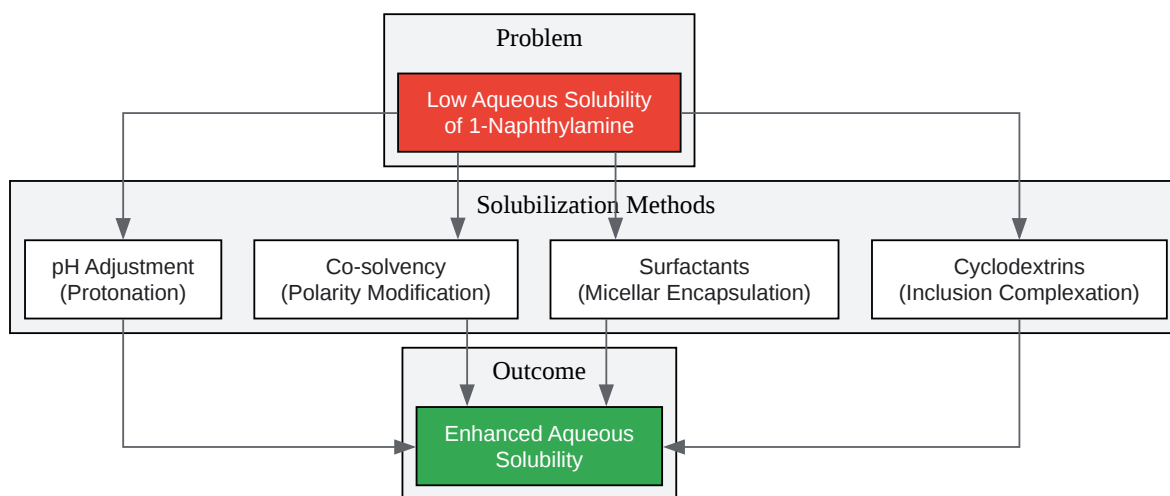 Problem
Low Aqueous Solubility
of 1-Naphthylamine
Solubilization Methods
pH Adjustment
(Protonation)
Co-solvency
(Polarity Modification)
Surfactants
(Micellar Encapsulation)
Cyclodextrins
(Inclusion Complexation)
Outcome
Enhanced Aqueous
Solubility